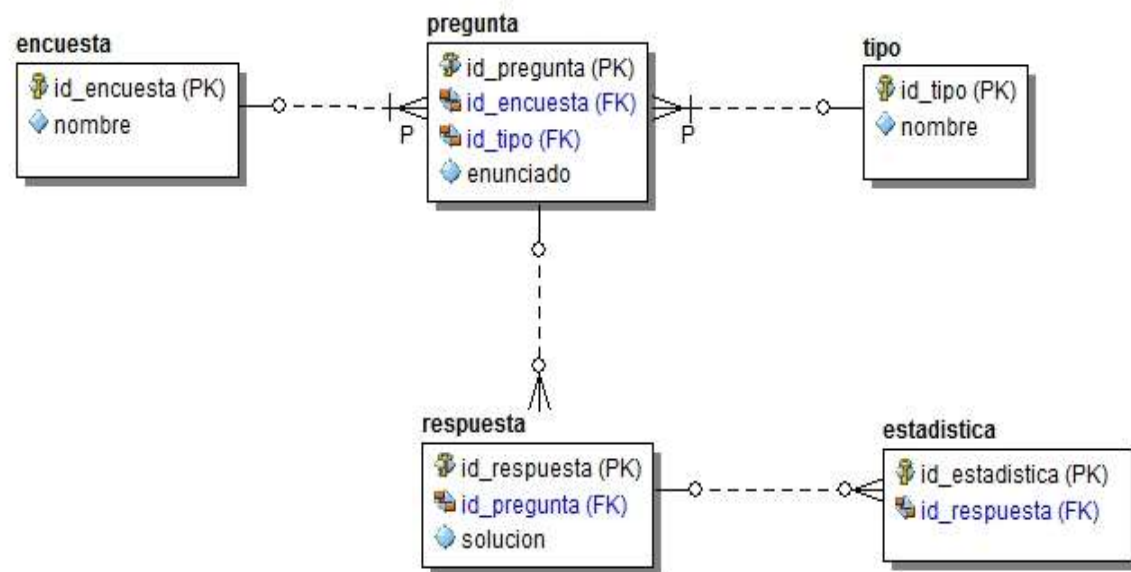 encuesta
id_encuesta (PK)
nombre
pregunta
id_pregunta (PK)
id_encuesta (FK)
id_tipo (FK)
enunciado
tipo
id_tipo (PK)
nombre
P
P
respuesta
id_respuesta (PK)
id_pregunta (FK)
solucion
estadistica
id_estadistica (PK)
id_respuesta (FK)